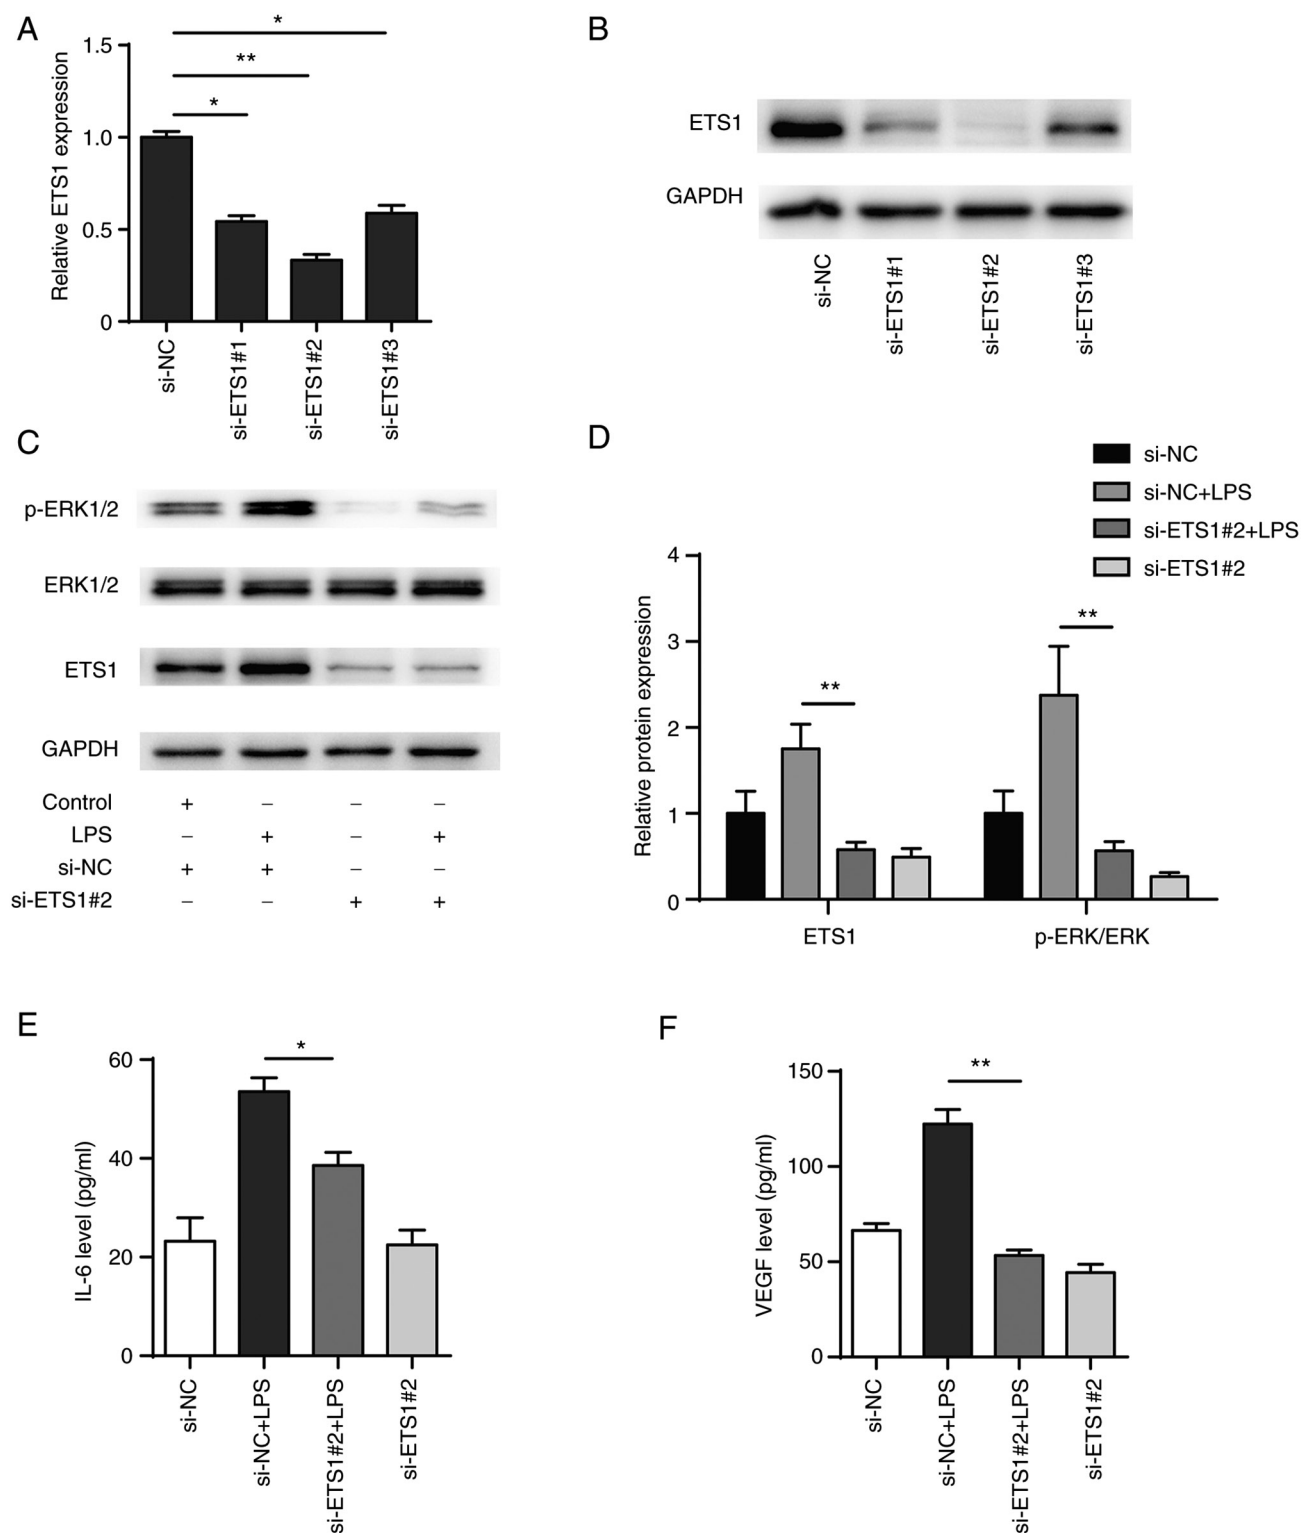 A
*
**
*
1.5
1.0
0.5
0
Relative ETS1 expression
si-NC
si-ETS1#1
si-ETS1#2
si-ETS1#3
B
ETS1
GAPDH
si-NC
si-ETS1#1
si-ETS1#2
si-ETS1#3
C
p-ERK1/2
ERK1/2
ETS1
GAPDH
Control + – – –
LPS – + – +
si-NC + + – –
si-ETS1#2 – – + +
D
si-NC
si-NC+LPS
si-ETS1#2+LPS
si-ETS1#2
4
3
2
1
0
Relative protein expression
**
**
ETS1
p-ERK/ERK
E
60
40
20
0
IL-6 level (pg/ml)
*
si-NC
si-NC+LPS
si-ETS1#2+LPS
si-ETS1#2
F
150
100
50
0
VEGF level (pg/ml)
**
si-NC
si-NC+LPS
si-ETS1#2+LPS
si-ETS1#2